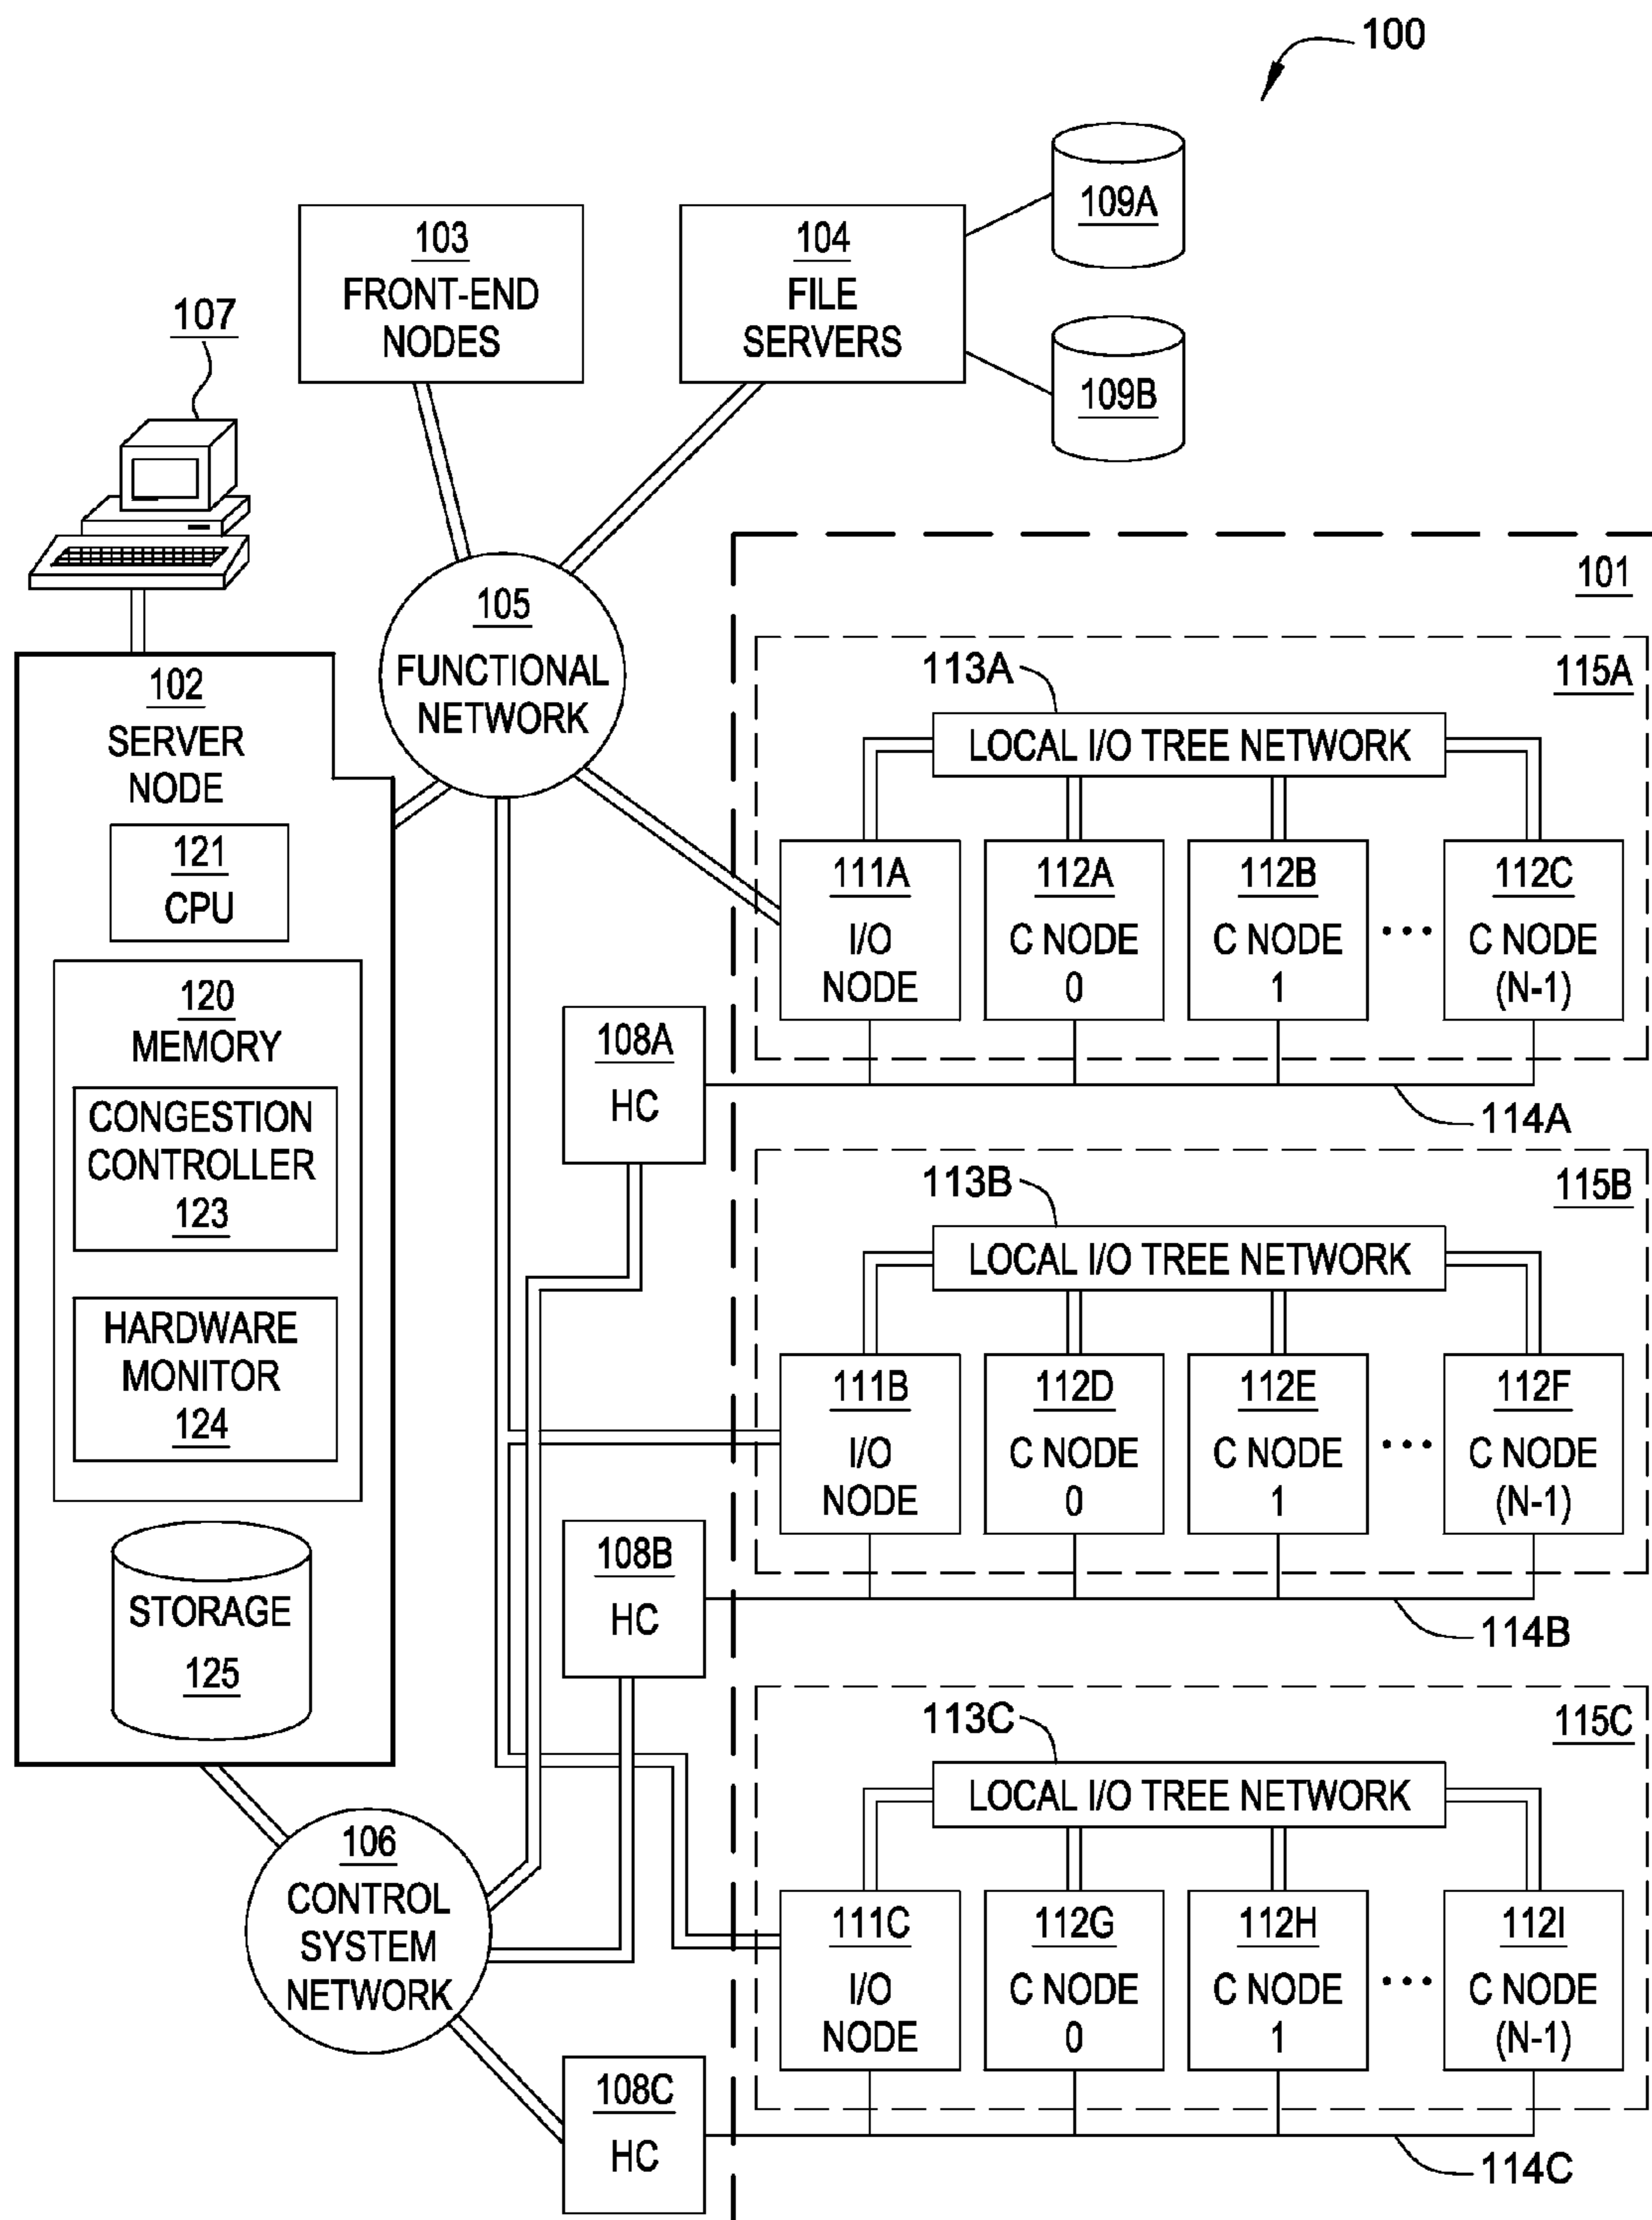 100
109A
109B
103
FRONT-END
NODES
104
FILE
SERVERS
107
105
FUNCTIONAL
NETWORK
102
SERVER
NODE
121
CPU
120
MEMORY
CONGESTION
CONTROLLER
123
HARDWARE
MONITOR
124
STORAGE
125
106
CONTROL
SYSTEM
NETWORK
108A
HC
108B
HC
108C
HC
101
115A
113A
LOCAL I/O TREE NETWORK
111A
I/O
NODE
112A
C NODE
0
112B
C NODE
1
•••
112C
C NODE
(N-1)
114A
115B
113B
LOCAL I/O TREE NETWORK
111B
I/O
NODE
112D
C NODE
0
112E
C NODE
1
•••
112F
C NODE
(N-1)
114B
115C
113C
LOCAL I/O TREE NETWORK
111C
I/O
NODE
112G
C NODE
0
112H
C NODE
1
•••
112I
C NODE
(N-1)
114C